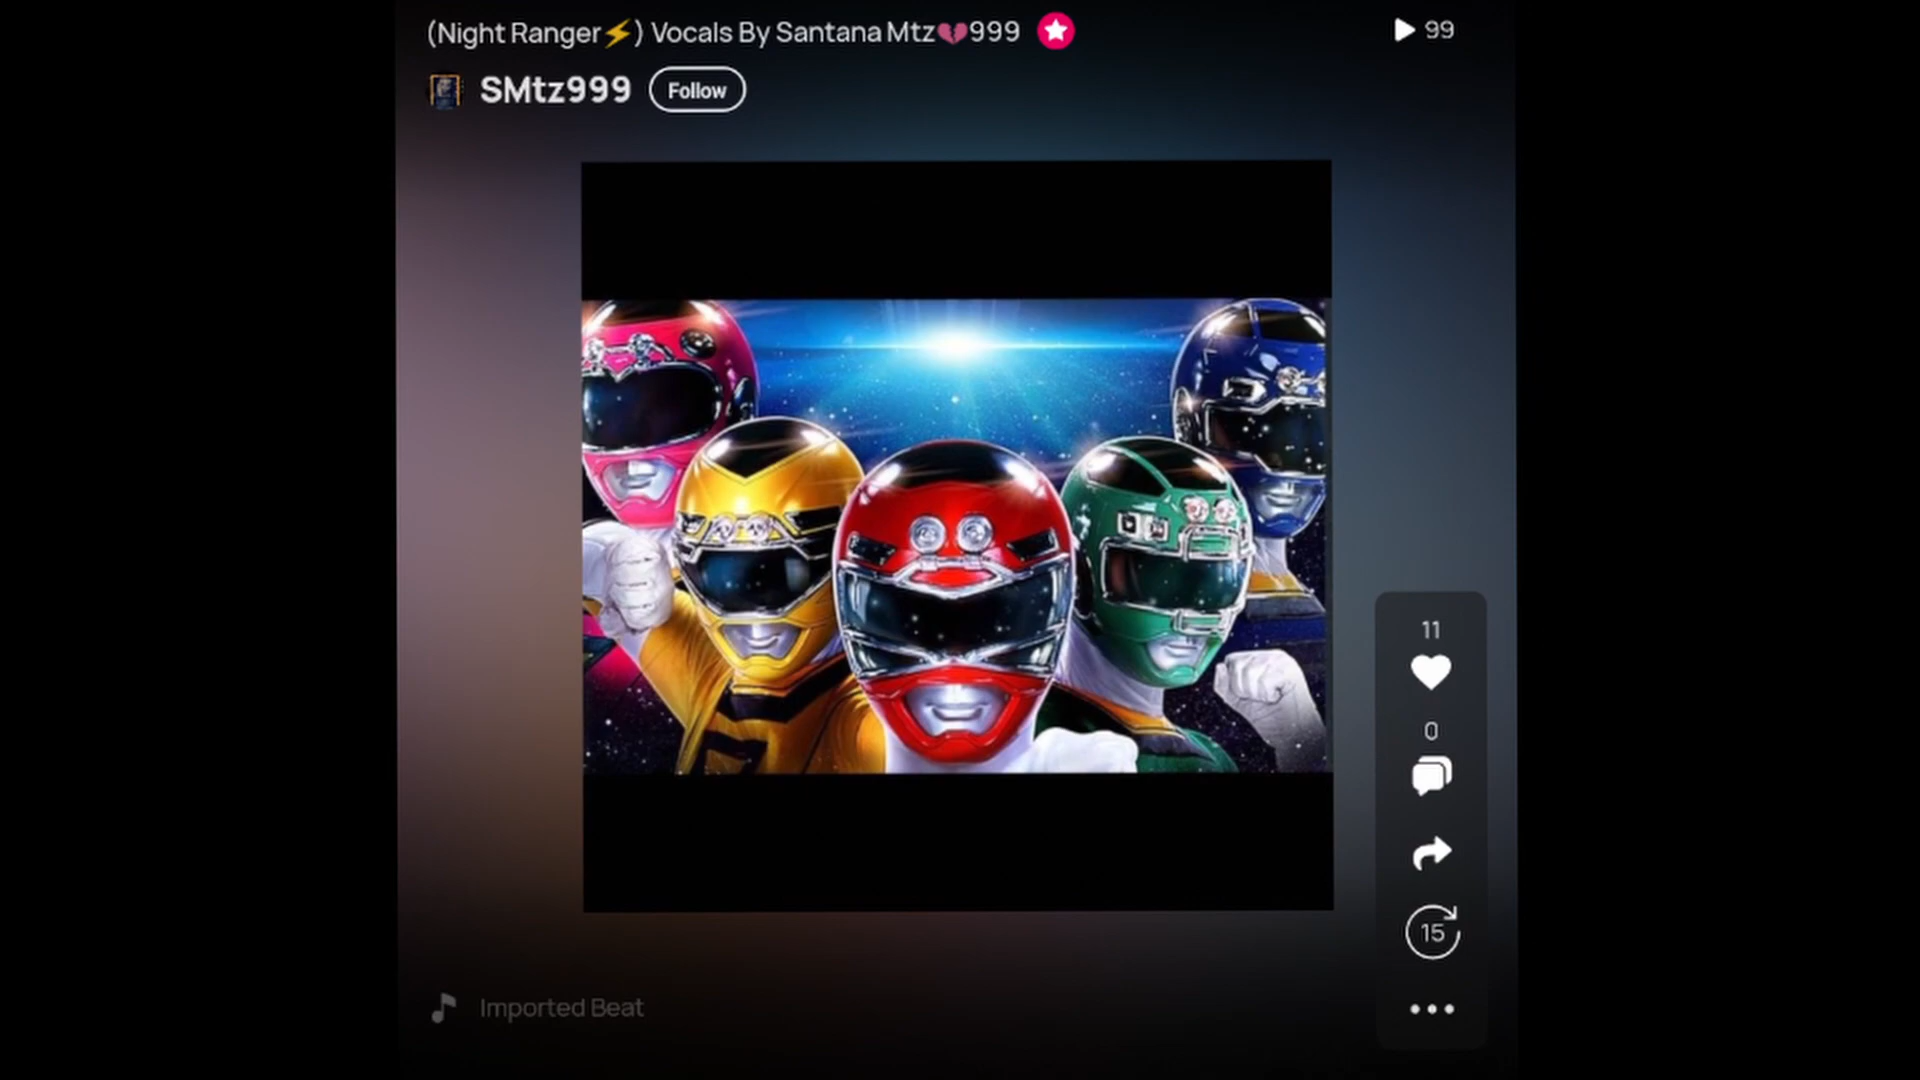 (Night Ranger⚡) Vocals By Santana Mtz💔999
99
SMtz999
Follow
11
0
15
Imported Beat